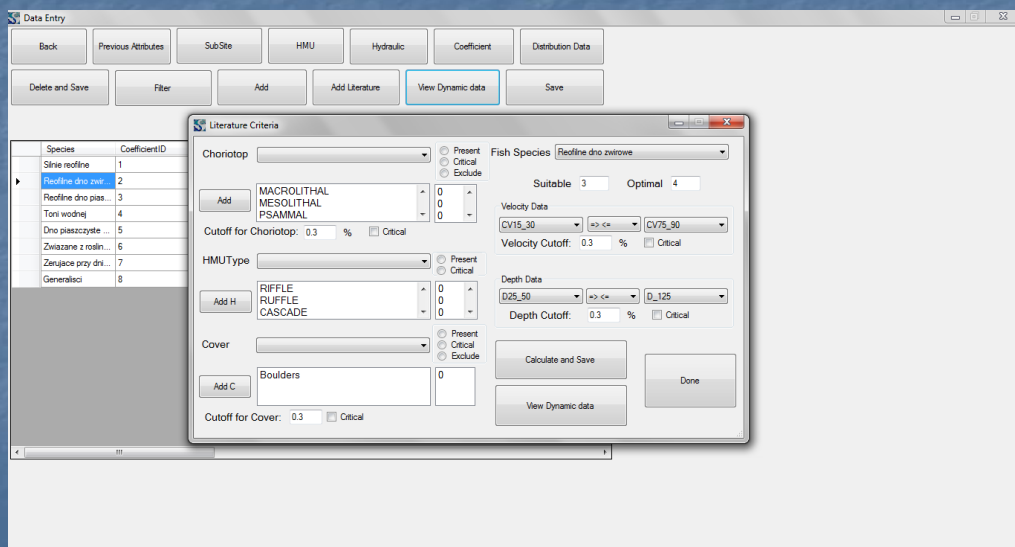 Data Entry
Back Previous Attributes SubSite HMU Hydraulic Coefficient Distribution Data
Delete and Save Filter Add Add Literature View Dynamic data Save
Species CoefficientID
Silnie reofilne 1
Reofilne dno zwir... 2
Reofilne dno pias... 3
Toni wodnej 4
Dno piaszczyste ... 5
Zwiazane z roslin... 6
Zerujace przy dni... 7
Generalisci 8
Literature Criteria
Choriotop
Present
Critical
Exclude
Add
MACROLITHAL 0
MESOLITHAL 0
PSAMMAL 0
Cutoff for Choriotop: 0.3 % Critical
HMUType
Present
Critical
Add H
RIFFLE 0
RUFFLE 0
CASCADE 0
Cover
Present
Critical
Exclude
Add C
Boulders 0
Cutoff for Cover: 0.3 Critical
Fish Species Reofilne dno zwirowe
Suitable 3 Optimal 4
Velocity Data
CV15_30 => <= CV75_90
Velocity Cutoff: 0.3 % Critical
Depth Data
D25_50 => <= D_125
Depth Cutoff: 0.3 % Critical
Calculate and Save
View Dynamic data
Done